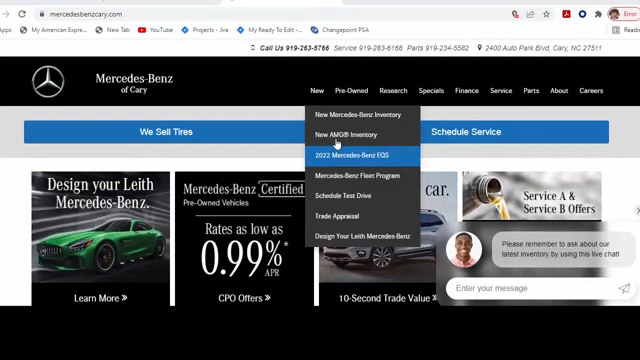 mercedesbenzcary.com
Error
Apps
My American Expre...
New Tab
YouTube
Projects - Jira
My Ready To Edit -...
Changepoint PSA
Readin
Call Us 919-263-5766 Service 919-283-6168 Parts 919-234-5582 2400 Auto Park Blvd, Cary, NC 27511
Mercedes-Benz
of Cary
New Pre-Owned Research Specials Finance Service Parts About Careers
New Mercedes-Benz Inventory
New AMG® Inventory
2022 Mercedes-Benz EQS
Mercedes-Benz Fleet Program
Schedule Test Drive
Trade Appraisal
Design Your Leith Mercedes-Benz
We Sell Tires
Schedule Service
Design your Leith
Mercedes-Benz.
Learn More »
Mercedes-Benz Certified
Pre-Owned Vehicles
Rates as low as
0.99%*
APR
CPO Offers »
car.
10-Second Trade Value »
Service A &
Service B Offers
Please remember to ask about our
latest inventory by using this live chat!
Enter your message